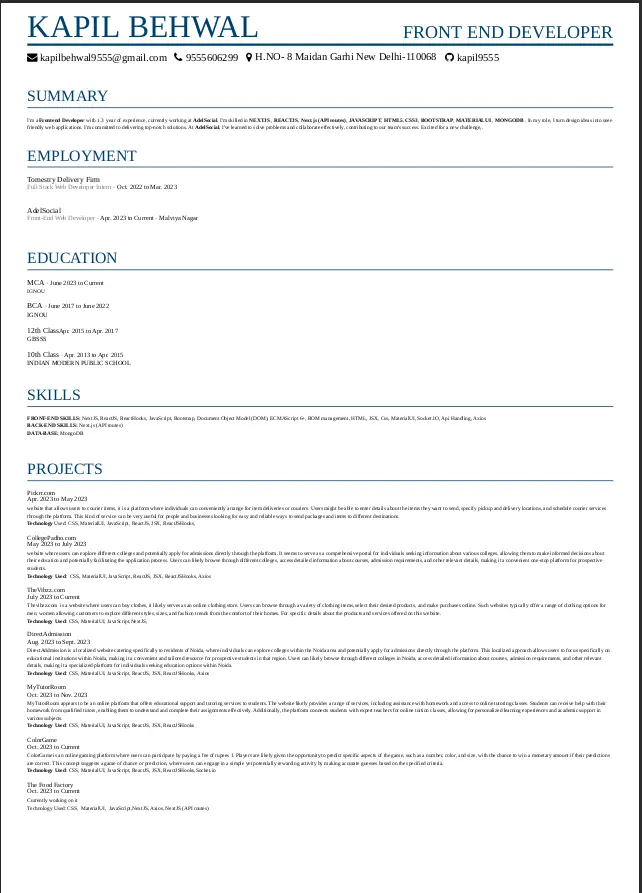 KAPIL BEHWAL
FRONT END DEVELOPER
kapilbehwal9555@gmail.com 9555606299 H.NO- 8 Maidan Garhi New Delhi-110068 kapil9555
SUMMARY
I'm a Frontend Developer with 1.3 year of experience, currently working at AdelSocial. I'm skilled in NEXTJS , REACTJS, Next js (API routes), JAVASCRIPT, HTML5, CSS3, BOOTSTRAP, MATERIALUI, MONGODB . In my role, I turn design ideas into user-
friendly web applications. I'm committed to delivering top-notch solutions. At AdelSocial, I've learned to solve problems and collaborate effectively, contributing to our team's success. Excited for a new challenge,.
EMPLOYMENT
Tomestry Delivery Firm
Full Stack Web Developer Intern - Oct. 2022 to Mar. 2023
AdelSocial
Front-End Web Developer - Apr. 2023 to Current - Malviya Nagar
EDUCATION
MCA - June 2023 to Current
IGNOU
BCA - June 2017 to June 2022
IGNOU
12th ClassApr. 2015 to Apr. 2017
GBSSS
10th Class - Apr. 2013 to Apr. 2015
INDIAN MODERN PUBLIC SCHOOL
SKILLS
FRONT-END SKILLS: NextJS, ReactJS, ReactHooks, JavaScript, Bootstrap, Document Object Model (DOM), ECMAScript 6+, BOM management, HTML, JSX, Css, MaterialUI, Socket.IO, Api Handling, Axios
BACK-END SKILLS: Next.js (API routes)
DATABASE: MongoDB
PROJECTS
Pickrr.com
Apr. 2023 to May 2023
website that allows users to courier items, it is a platform where individuals can conveniently arrange for item deliveries or couriers. Users might be able to enter details about the items they want to send, specify pickup and delivery locations, and schedule courier services
through the platform. This kind of service can be very useful for people and businesses looking for easy and reliable ways to send packages and items to different destinations.
Technology Used: CSS, MaterialUI, JavaScript, ReactJS, JSX, ReactJSHooks,
CollegePadho.com
May 2023 to July 2023
website where users can explore different colleges and potentially apply for admissions directly through the platform. It seems to serve as a comprehensive portal for individuals seeking information about various colleges, allowing them to make informed decisions about
their education and potentially facilitating the application process. Users can likely browse through different colleges, access detailed information about courses, admission requirements, and other relevant details, making it a convenient one-stop platform for prospective
students.
Technology Used: CSS, MaterialUI, JavaScript, ReactJS, JSX, ReactJSHooks, Axios
TheVibzz.com
July 2023 to Current
Thevibzz.com is a website where users can buy clothes, it likely serves as an online clothing store. Users can browse through a variety of clothing items, select their desired products, and make purchases online. Such websites typically offer a range of clothing options for
men, women allowing customers to explore different styles, sizes, and fashion trends from the comfort of their homes. For specific details about the products and services offered on this website.
Technology Used: CSS, MaterialUI, JavaScript,NextJS,
DirectAdmission
Aug. 2023 to Sept. 2023
DirectAdmission is a localized website catering specifically to residents of Noida, where individuals can explore colleges within the Noida area and potentially apply for admissions directly through the platform. This localized approach allows users to focus specifically on
educational institutions within Noida, making it a convenient and tailored resource for prospective students in that region. Users can likely browse through different colleges in Noida, access detailed information about courses, admission requirements, and other relevant
details, making it a specialized platform for individuals seeking education options within Noida.
Technology Used: CSS, MaterialUI, JavaScript, ReactJS, JSX, ReactJSHooks, Axios
MyTutorRoom
Oct. 2023 to Nov. 2023
MyTutorRoom appears to be an online platform that offers educational support and tutoring services to students. The website likely provides a range of services, including assistance with homework and access to online tutoring classes. Students can receive help with their
homework from qualified tutors, enabling them to understand and complete their assignments effectively. Additionally, the platform connects students with expert teachers for online tuition classes, allowing for personalized learning experiences and academic support in
various subjects.
Technology Used: CSS, MaterialUI, JavaScript, ReactJS, JSX, ReactJSHooks
ColorGame
Oct. 2023 to Current
ColorGame is an online gaming platform where users can participate by paying a fee of rupees 1. Players are likely given the opportunity to predict specific aspects of the game, such as a number, color, and size, with the chance to win a monetary amount if their predictions
are correct. This concept suggests a game of chance or prediction, where users can engage in a simple yet potentially rewarding activity by making accurate guesses based on the specified criteria.
Technology Used: CSS, MaterialUI, JavaScript, ReactJS, JSX, ReactJSHooks, Socket.io
The Food Factory
Oct. 2023 to Current
Currently working on it
Technology Used: CSS, MaterialUI, JavaScript,NextJS, Axios, NextJS (API routes)